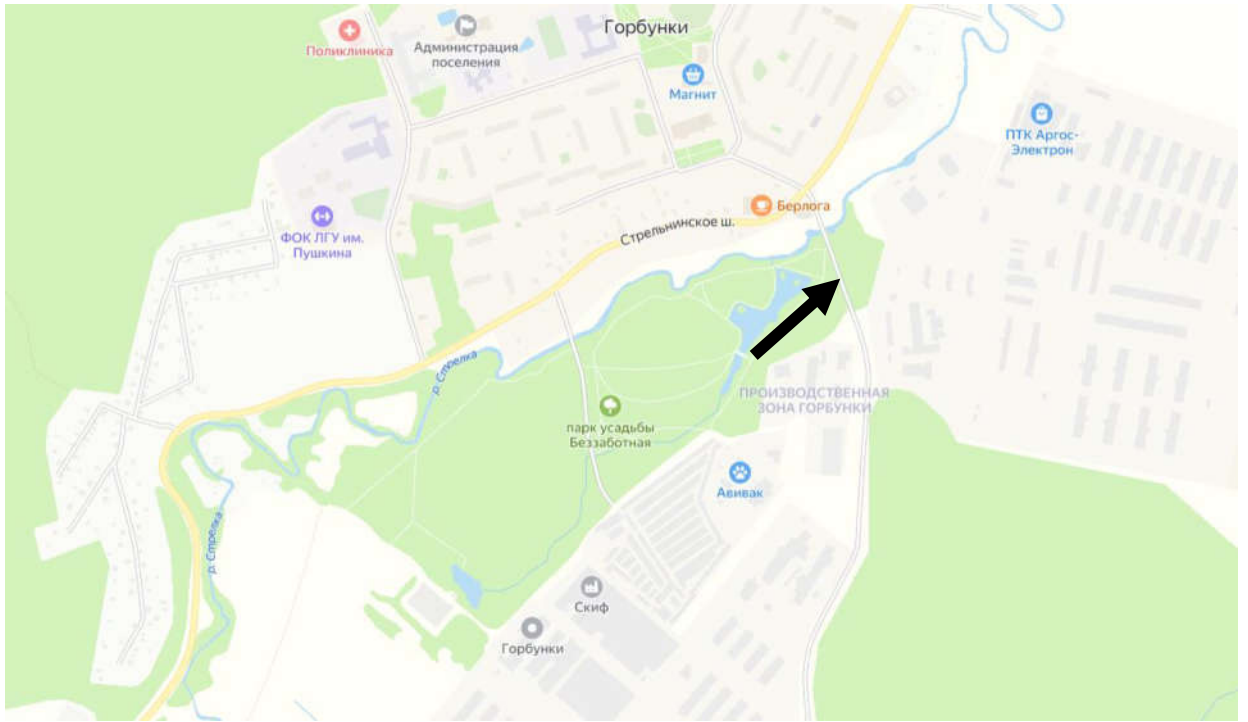 Горбунки
Поликлиника
Администрация
поселения
Магнит
ПТК Аргос-
Электрон
Берлога
Стрельнинское ш.
ФОК ЛГУ им.
Пушкина
р. Стрелка
ПРОИЗВОДСТВЕННАЯ
ЗОНА ГОРБУНКИ
парк усадьбы
Беззаботная
Авивак
р. Стрелка
Скиф
Горбунки